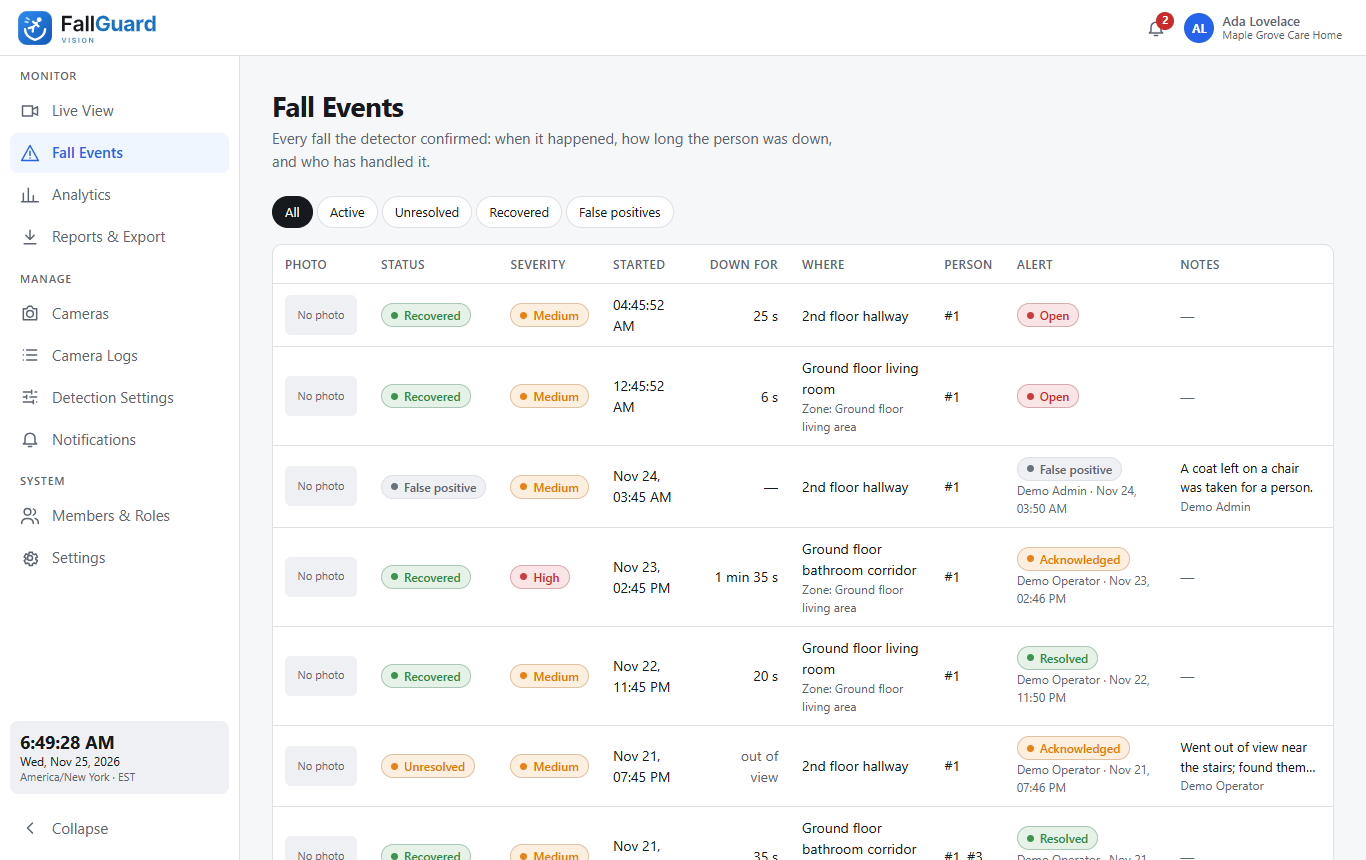 FallGuard
VISION
2
AL
Ada Lovelace
Maple Grove Care Home
MONITOR
Live View
Fall Events
Analytics
Reports & Export
MANAGE
Cameras
Camera Logs
Detection Settings
Notifications
SYSTEM
Members & Roles
Settings
6:49:28 AM
Wed, Nov 25, 2026
America/New York · EST
Collapse
Fall Events
Every fall the detector confirmed: when it happened, how long the person was down,
and who has handled it.
All Active Unresolved Recovered False positives
PHOTO STATUS SEVERITY STARTED DOWN FOR WHERE PERSON ALERT NOTES
No photo Recovered Medium 04:45:52 AM 25 s 2nd floor hallway #1 Open —
No photo Recovered Medium 12:45:52 AM 6 s Ground floor living room Zone: Ground floor living area #1 Open —
No photo False positive Medium Nov 24, 03:45 AM — 2nd floor hallway #1 False positive Demo Admin · Nov 24, 03:50 AM A coat left on a chair was taken for a person. Demo Admin
No photo Recovered High Nov 23, 02:45 PM 1 min 35 s Ground floor bathroom corridor Zone: Ground floor living area #1 Acknowledged Demo Operator · Nov 23, 02:46 PM —
No photo Recovered Medium Nov 22, 11:45 PM 20 s Ground floor living room Zone: Ground floor living area #1 Resolved Demo Operator · Nov 22, 11:50 PM —
No photo Unresolved Medium Nov 21, 07:45 PM out of view 2nd floor hallway #1 Acknowledged Demo Operator · Nov 21, 07:46 PM Went out of view near the stairs; found them... Demo Operator
No photo Recovered Medium Nov 21, 35 s Ground floor bathroom corridor #1, #3 Resolved Demo Operator · Nov 21, —